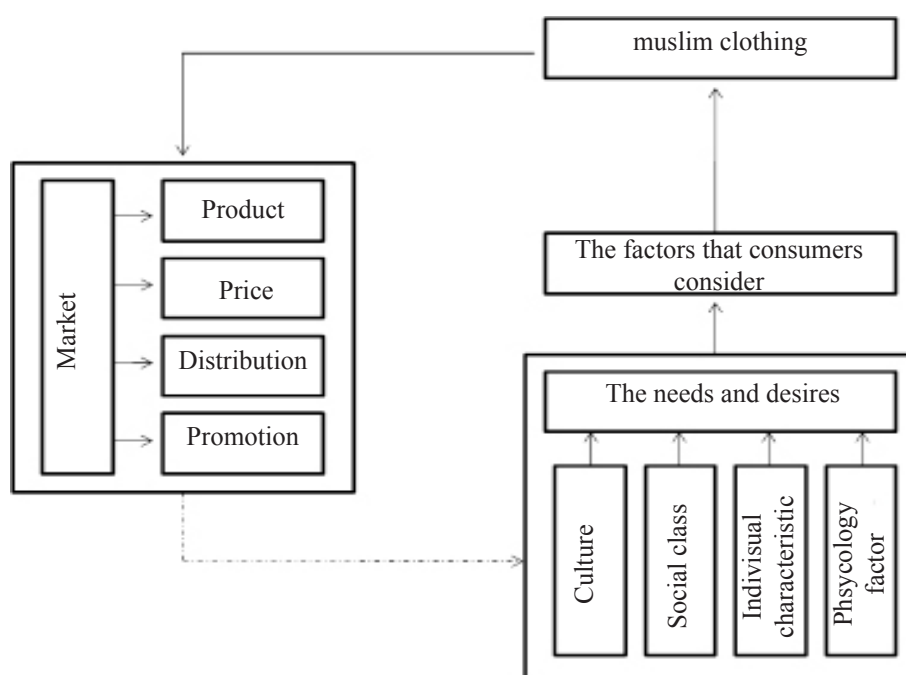 muslim clothing
Market
Product
Price
Distribution
Promotion
The factors that consumers
consider
The needs and desires
Culture
Social class
Indivisual
characteristic
Phsycology
factor